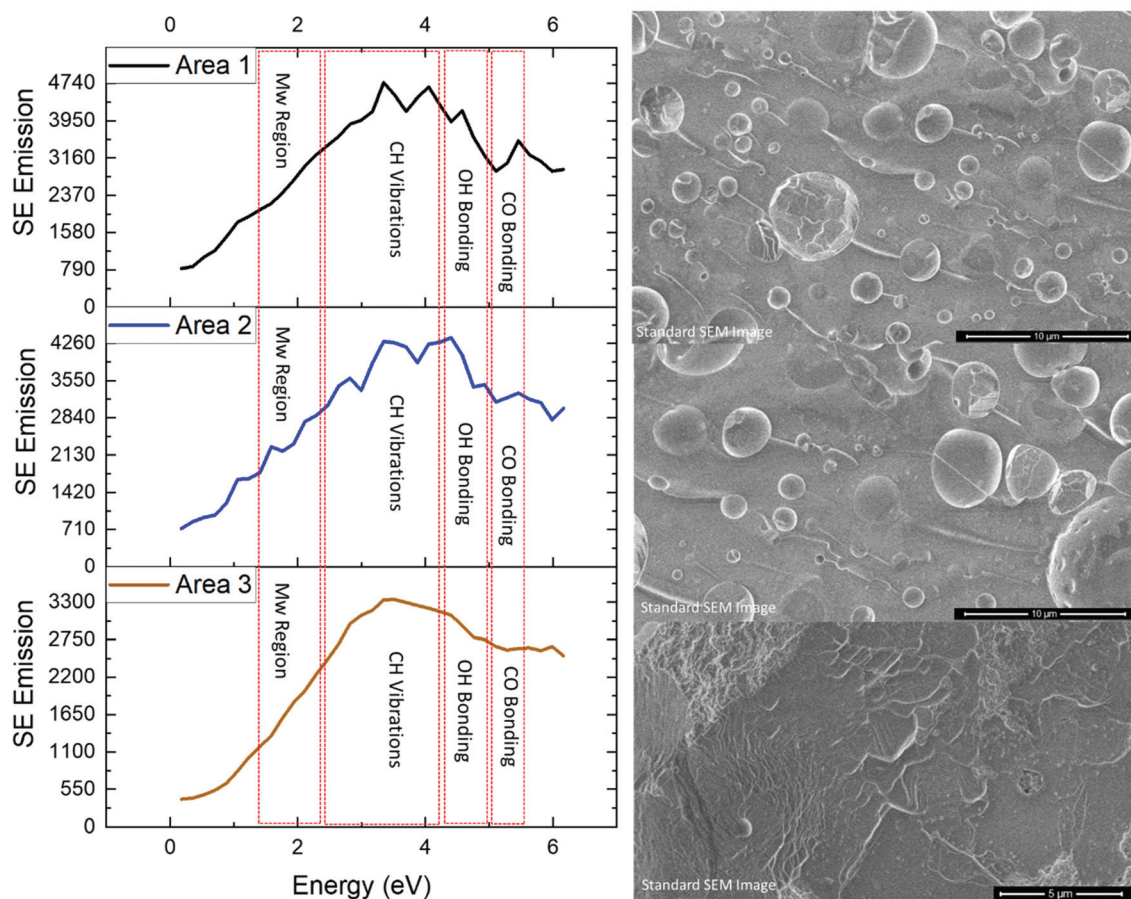 0 2 4 6
Area 1
4740
3950
3160
2370
1580
790
0
SE Emission
Mw Region
CH Vibrations
OH Bonding
CO Bonding
Area 2
4260
3550
2840
2130
1420
710
0
SE Emission
Mw Region
CH Vibrations
OH Bonding
CO Bonding
Area 3
3300
2750
2200
1650
1100
550
0
SE Emission
Mw Region
CH Vibrations
OH Bonding
CO Bonding
0 2 4 6
Energy (eV)
Standard SEM Image
10 µm
Standard SEM Image
10 µm
Standard SEM Image
5 µm